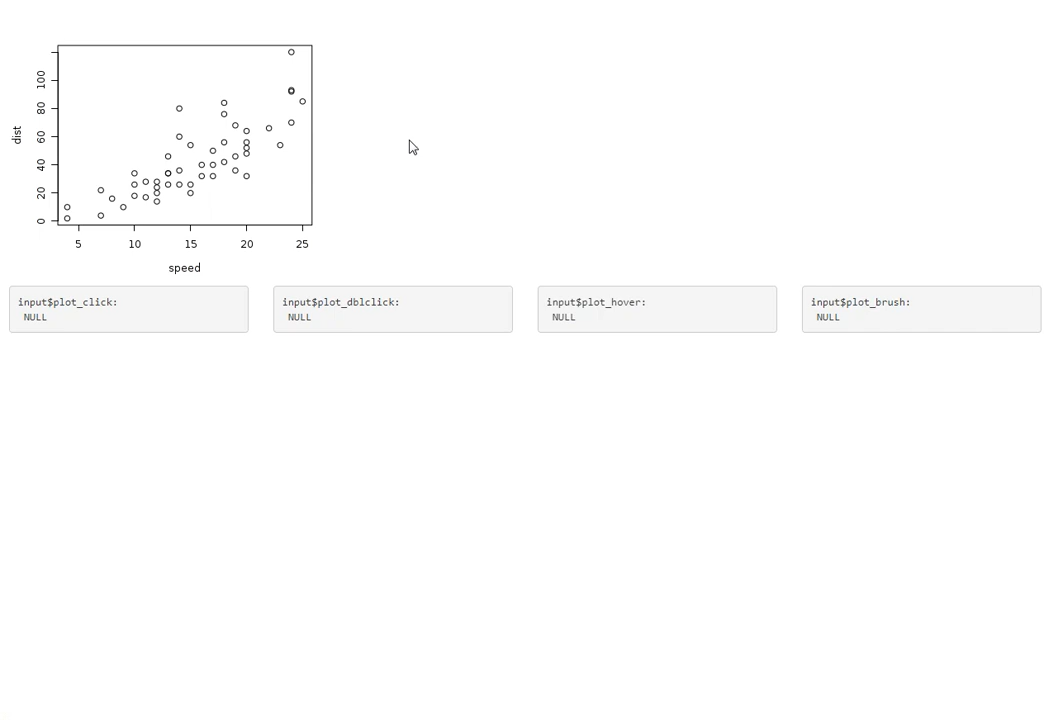 dist
100
80
60
40
20
0
5 10 15 20 25
speed
input$plot_click:
NULL
input$plot_dblclick:
NULL
input$plot_hover:
NULL
input$plot_brush:
NULL